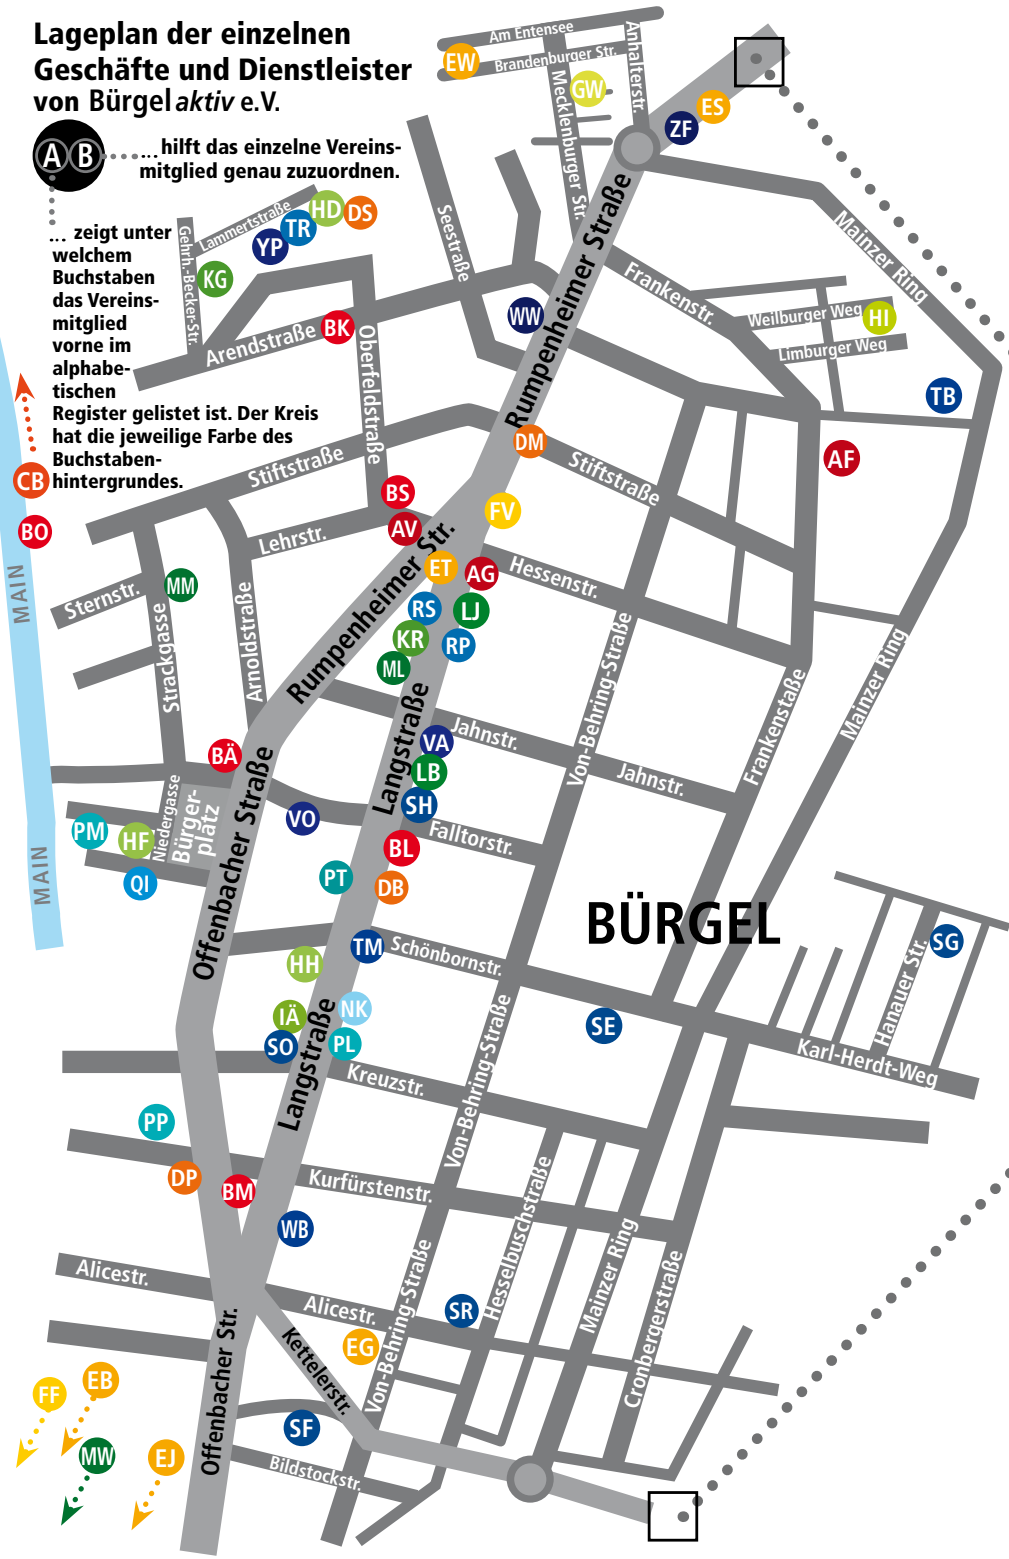 Lageplan der einzelnen
Geschäfte und Dienstleister
von Bürgel aktiv e.V.
A B
... hilft das einzelne Vereins-
mitglied genau zuzuordnen.
... zeigt unter
welchem
Buchstaben
das Vereins-
mitglied
vorne im
alphabe-
tischen
Register gelistet ist. Der Kreis
hat die jeweilige Farbe des
Buchstaben-
hintergrundes.
Am Entensee
EW
Brandenburger Str.
Anhalterstr.
GW
Mecklenburger Str.
ES
ZF
Lammertstraße
HD
DS
TR
YP
KG
Gehrh.-Becker-Str.
Seestraße
Rumpenheimer Straße
Mainzer Ring
Frankenstr.
WW
Weilburger Weg
HI
Limburger Weg
BK
Arendstraße
Oberfeldstraße
TB
CB
BO
MAIN
Stiftstraße
DM
Stiftstraße
AF
BS
FV
AV
Lehrstr.
Rumpenheimer Str.
ET
AG
Hessenstr.
MM
Sternstr.
Strackgasse
Arnoldstraße
RS
LJ
KR
RP
ML
Von-Behring-Straße
Mainzer Ring
Frankenstaße
Langstraße
Jahnstr.
Jahnstr.
VA
BÄ
LB
SH
VO
Offenbacher Straße
Niedergasse
Bürger-
platz
PM
HF
QI
MAIN
Falltorstr.
BL
PT
DB
BÜRGEL
SG
Hanauer Str.
TM
Schönbornstr.
HH
NK
IÄ
SO
PL
SE
Karl-Herdt-Weg
Langstraße
Kreuzstr.
Von-Behring-Straße
PP
DP
BM
Kurfürstenstr.
WB
Hesselbuschstraße
Mainzer Ring
Cronbergerstraße
Alicestr.
Alicestr.
SR
EG
Von-Behring-Straße
Kettelerstr.
Offenbacher Str.
FF
EB
MW
EJ
SF
Bildstockstr.